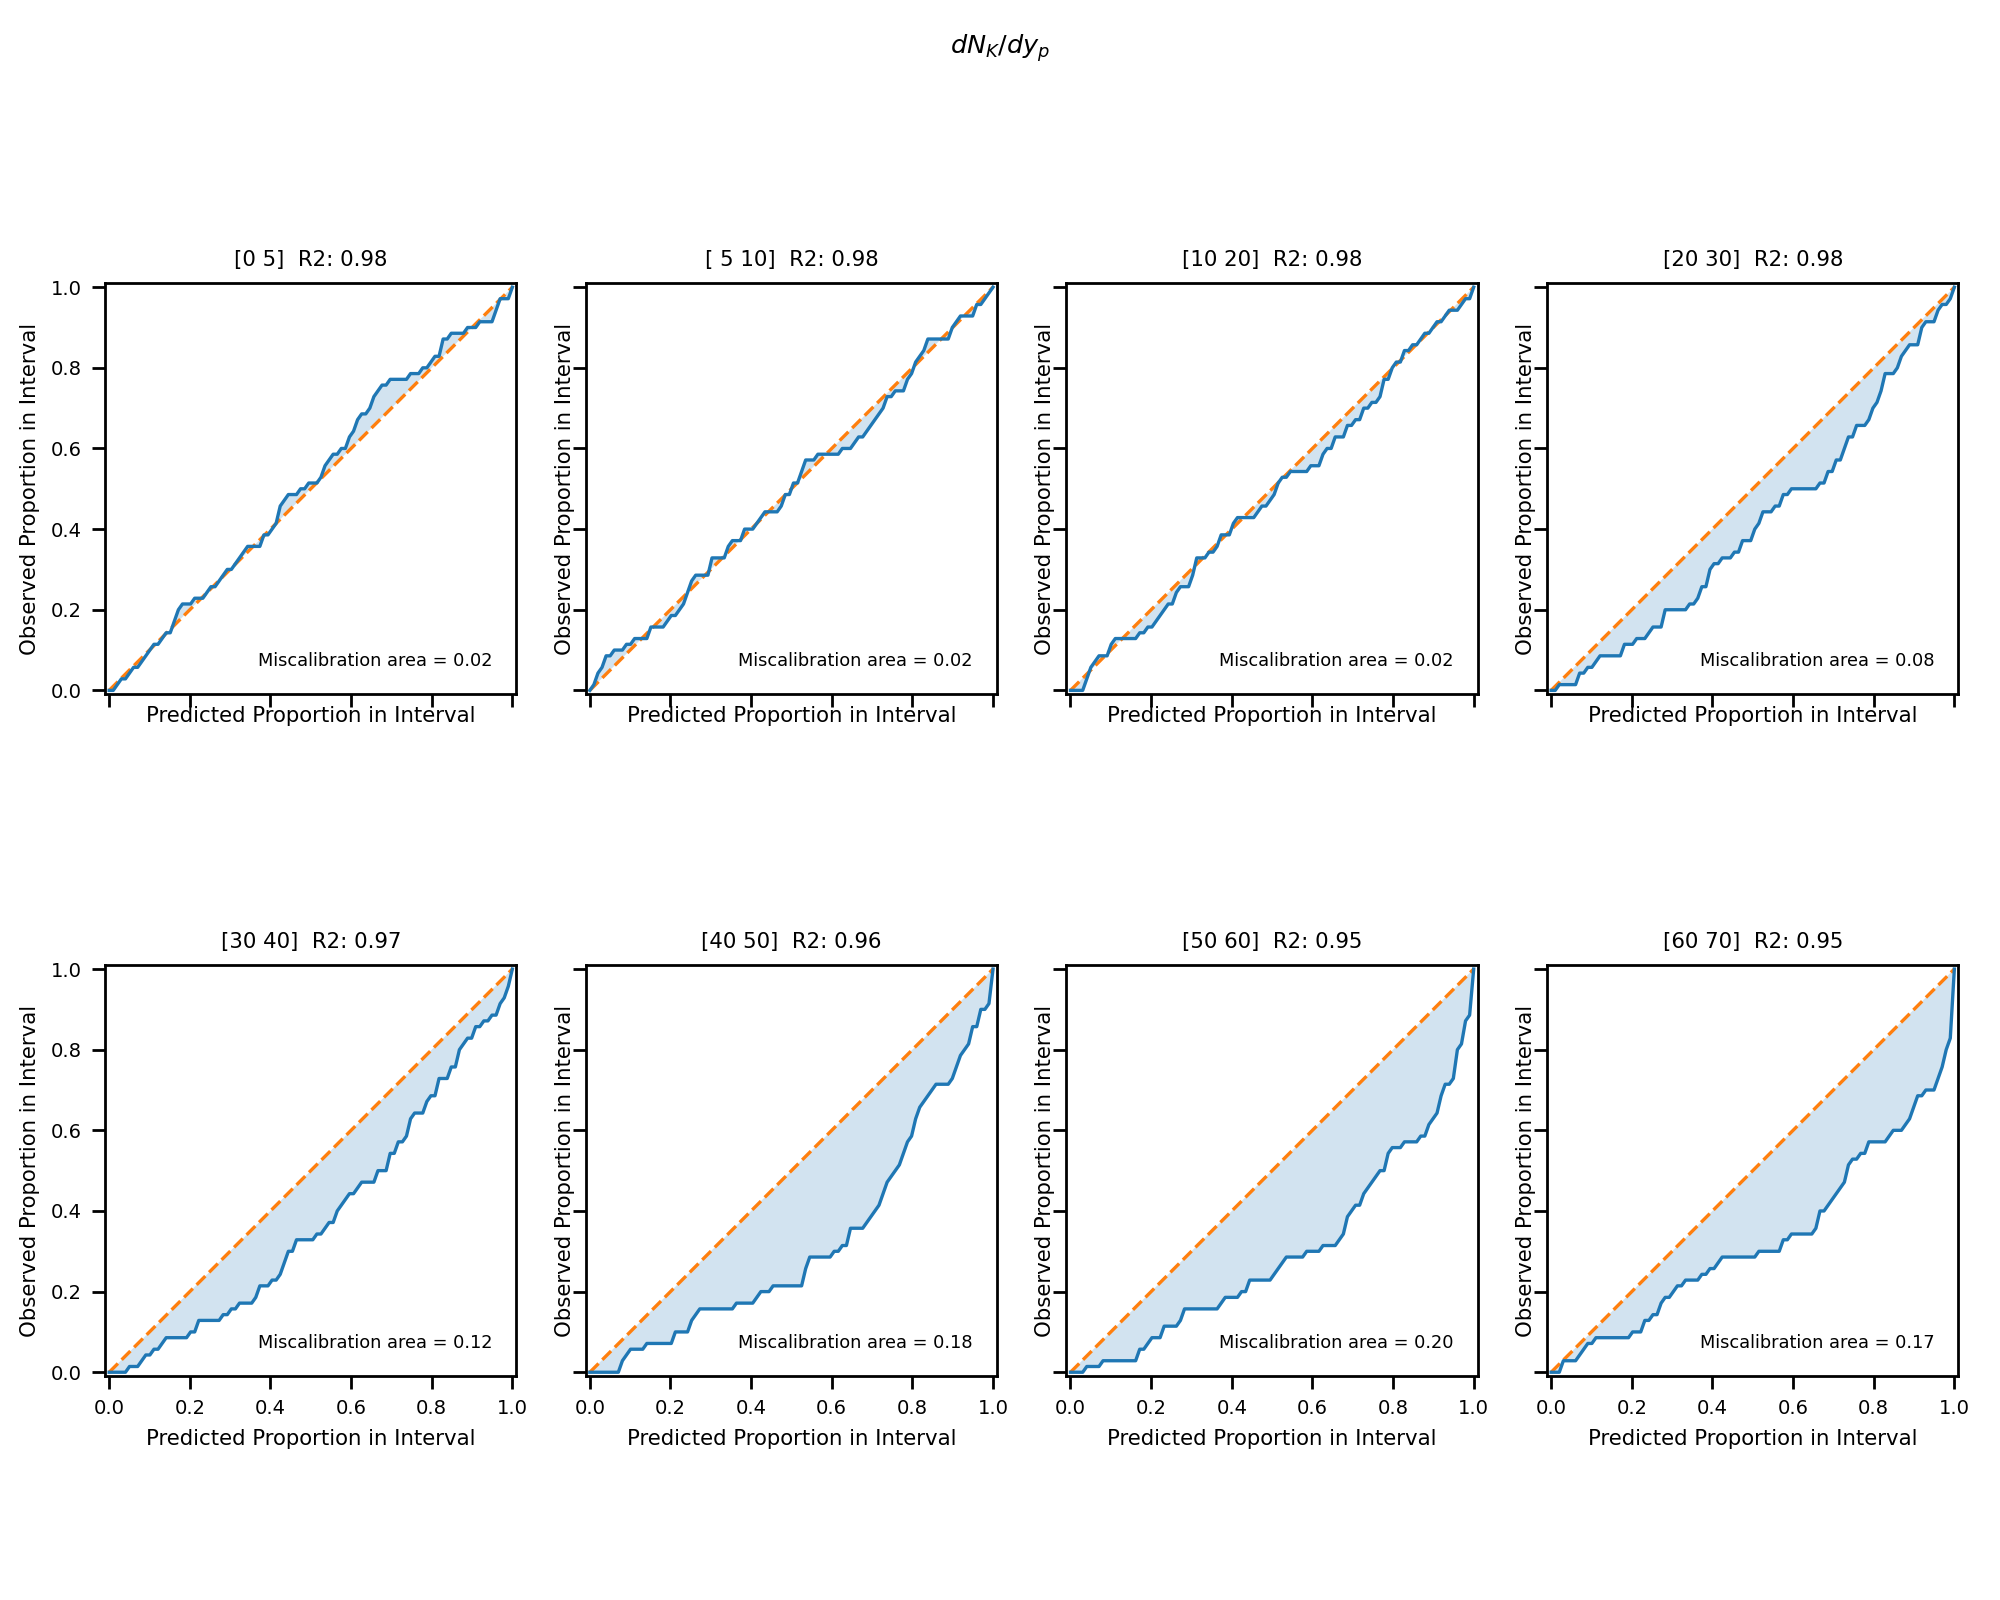 dN_K/dy_p
[0 5]  R2: 0.98
[ 5 10]  R2: 0.98
[10 20]  R2: 0.98
[20 30]  R2: 0.98
Observed Proportion in Interval
1.0
0.8
0.6
0.4
0.2
0.0
Miscalibration area = 0.02
Predicted Proportion in Interval
Observed Proportion in Interval
Miscalibration area = 0.02
Predicted Proportion in Interval
Observed Proportion in Interval
Miscalibration area = 0.02
Predicted Proportion in Interval
Observed Proportion in Interval
Miscalibration area = 0.08
Predicted Proportion in Interval
[30 40]  R2: 0.97
[40 50]  R2: 0.96
[50 60]  R2: 0.95
[60 70]  R2: 0.95
Observed Proportion in Interval
1.0
0.8
0.6
0.4
0.2
0.0
Miscalibration area = 0.12
0.0 0.2 0.4 0.6 0.8 1.0
Predicted Proportion in Interval
Observed Proportion in Interval
Miscalibration area = 0.18
0.0 0.2 0.4 0.6 0.8 1.0
Predicted Proportion in Interval
Observed Proportion in Interval
Miscalibration area = 0.20
0.0 0.2 0.4 0.6 0.8 1.0
Predicted Proportion in Interval
Observed Proportion in Interval
Miscalibration area = 0.17
0.0 0.2 0.4 0.6 0.8 1.0
Predicted Proportion in Interval